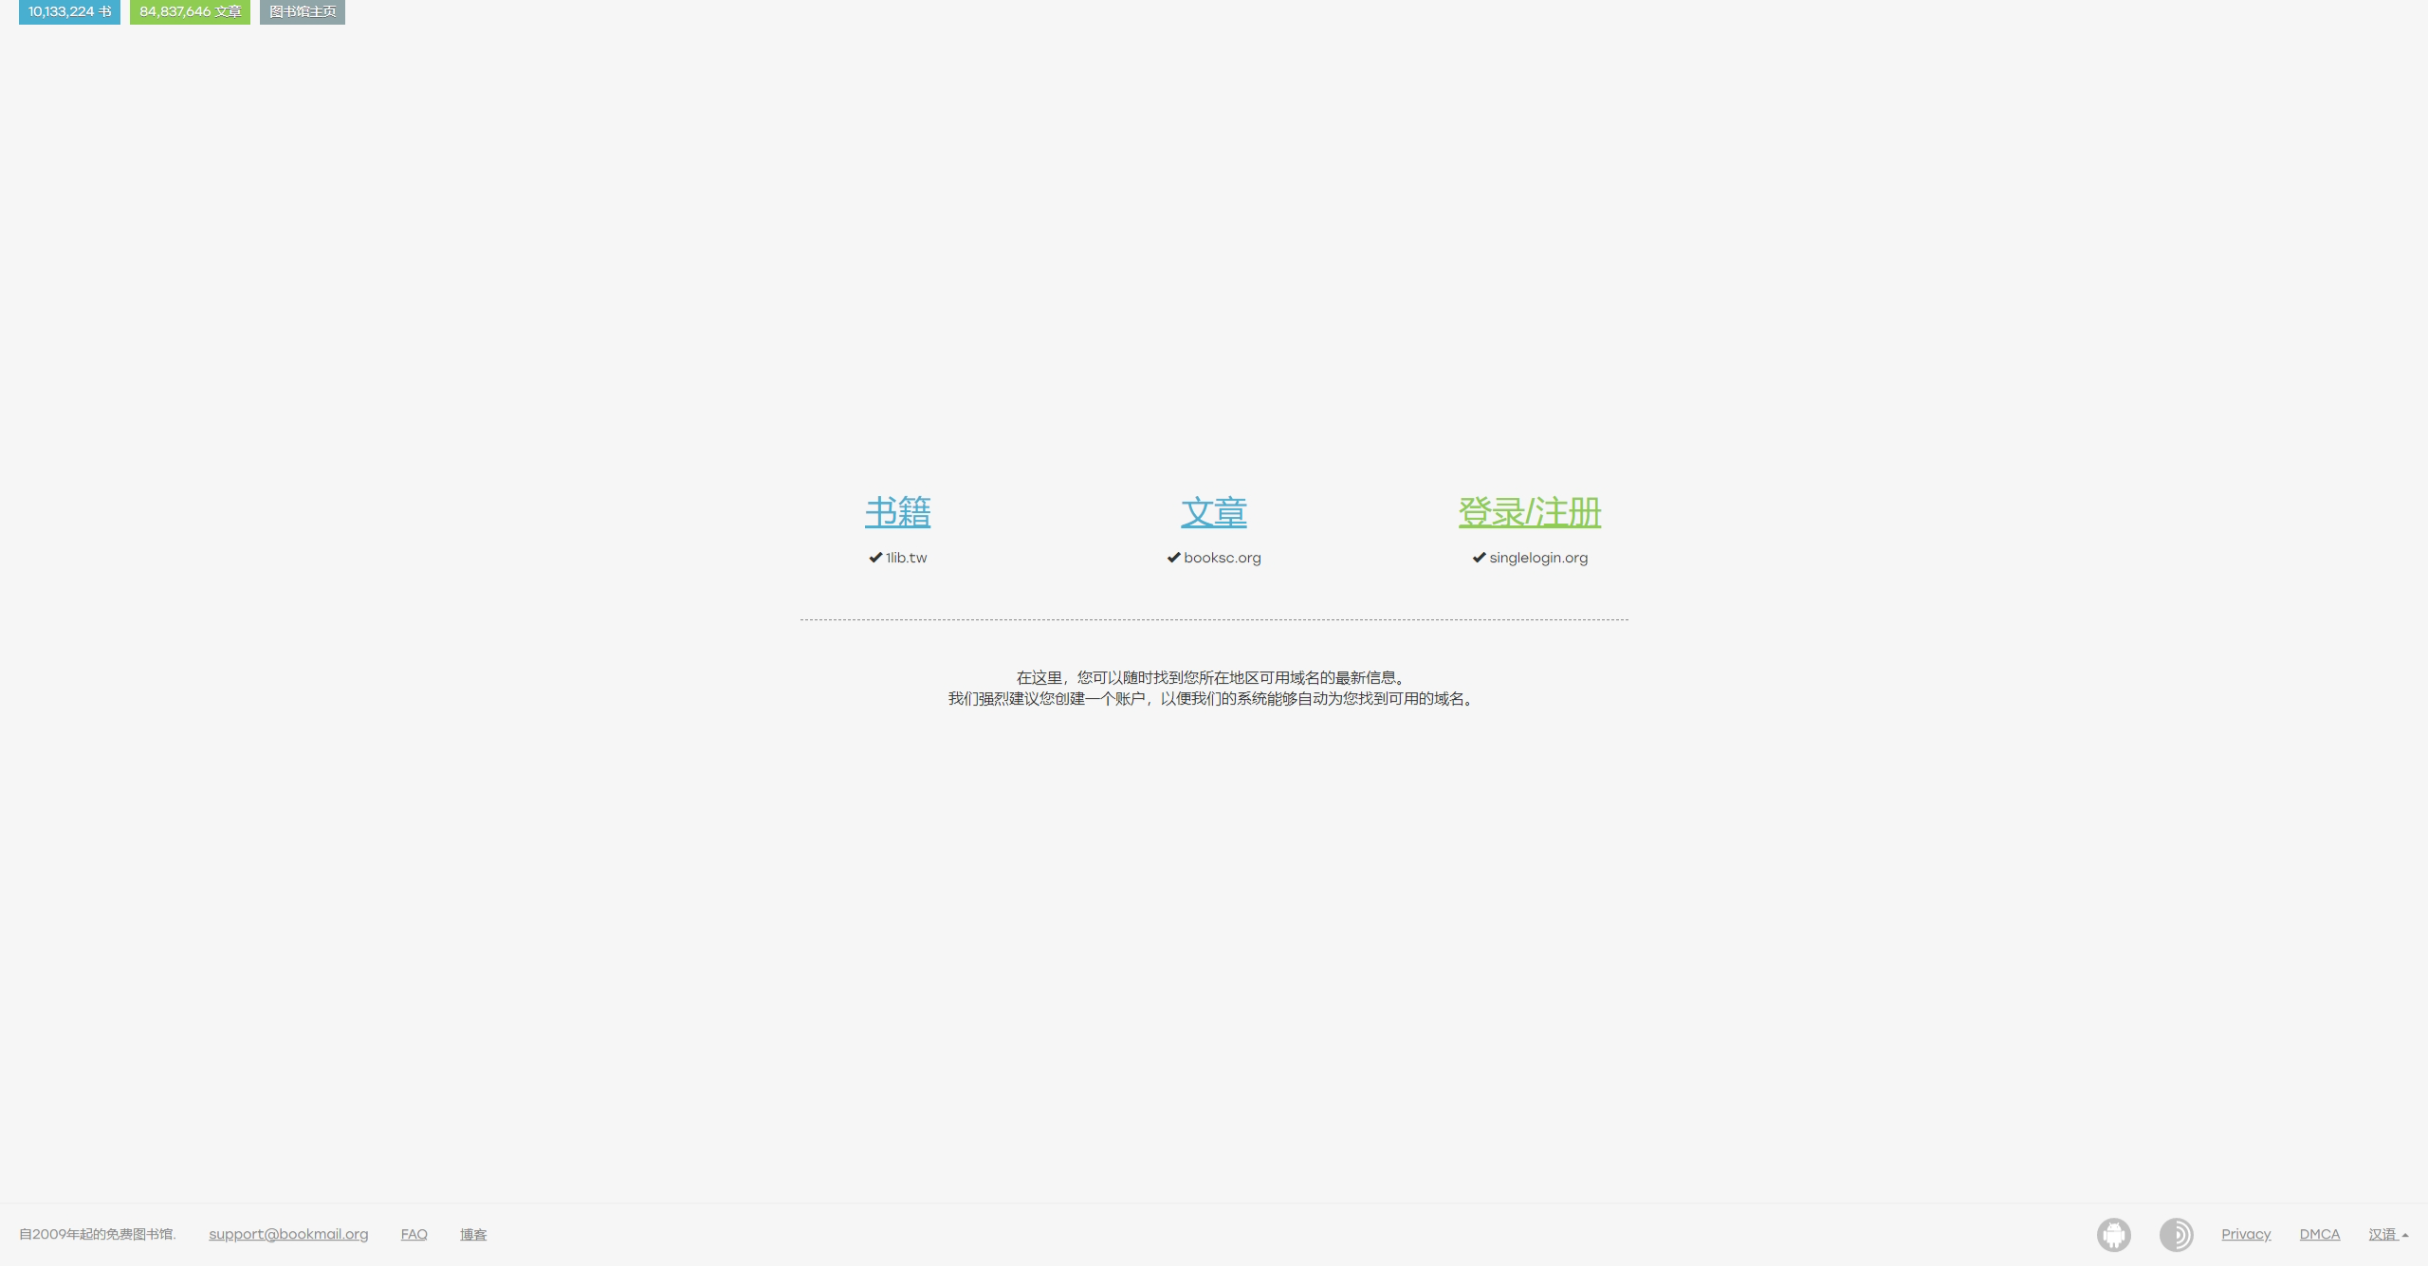 10,133,224 书 84,837,646 文章 图书馆主页
书籍 文章 登录/注册
1lib.tw booksc.org singlelogin.org
在这里，您可以随时找到您所在地区可用域名的最新信息。
我们强烈建议您创建一个账户，以便我们的系统能够自动为您找到可用的域名。
自2009年起的免费图书馆. support@bookmail.org FAQ 博客 Privacy DMCA 汉语